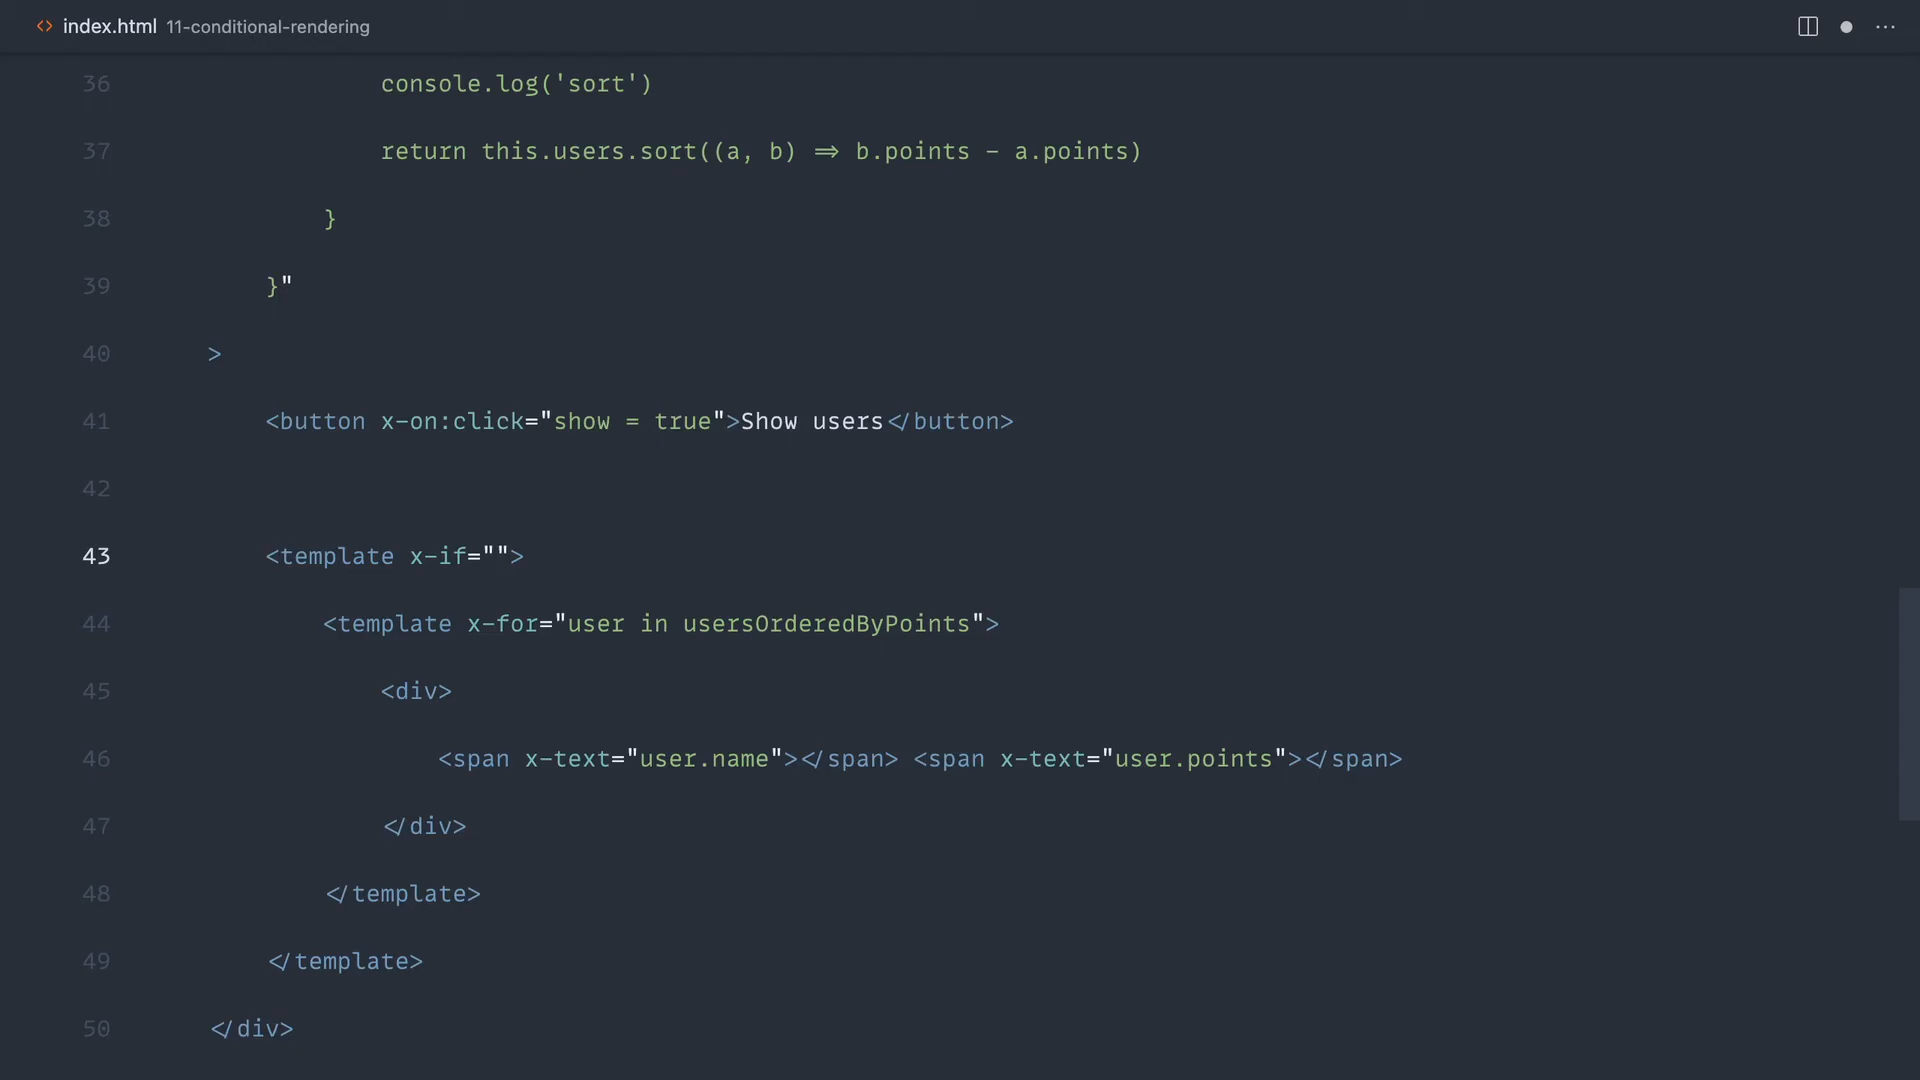 index.html 11-conditional-rendering
36 console.log('sort')
37 return this.users.sort((a, b) => b.points - a.points)
38 }
39 }"
40 >
41 <button x-on:click="show = true">Show users</button>
42
43 <template x-if="">
44 <template x-for="user in usersOrderedByPoints">
45 <div>
46 <span x-text="user.name"></span> <span x-text="user.points"></span>
47 </div>
48 </template>
49 </template>
50 </div>